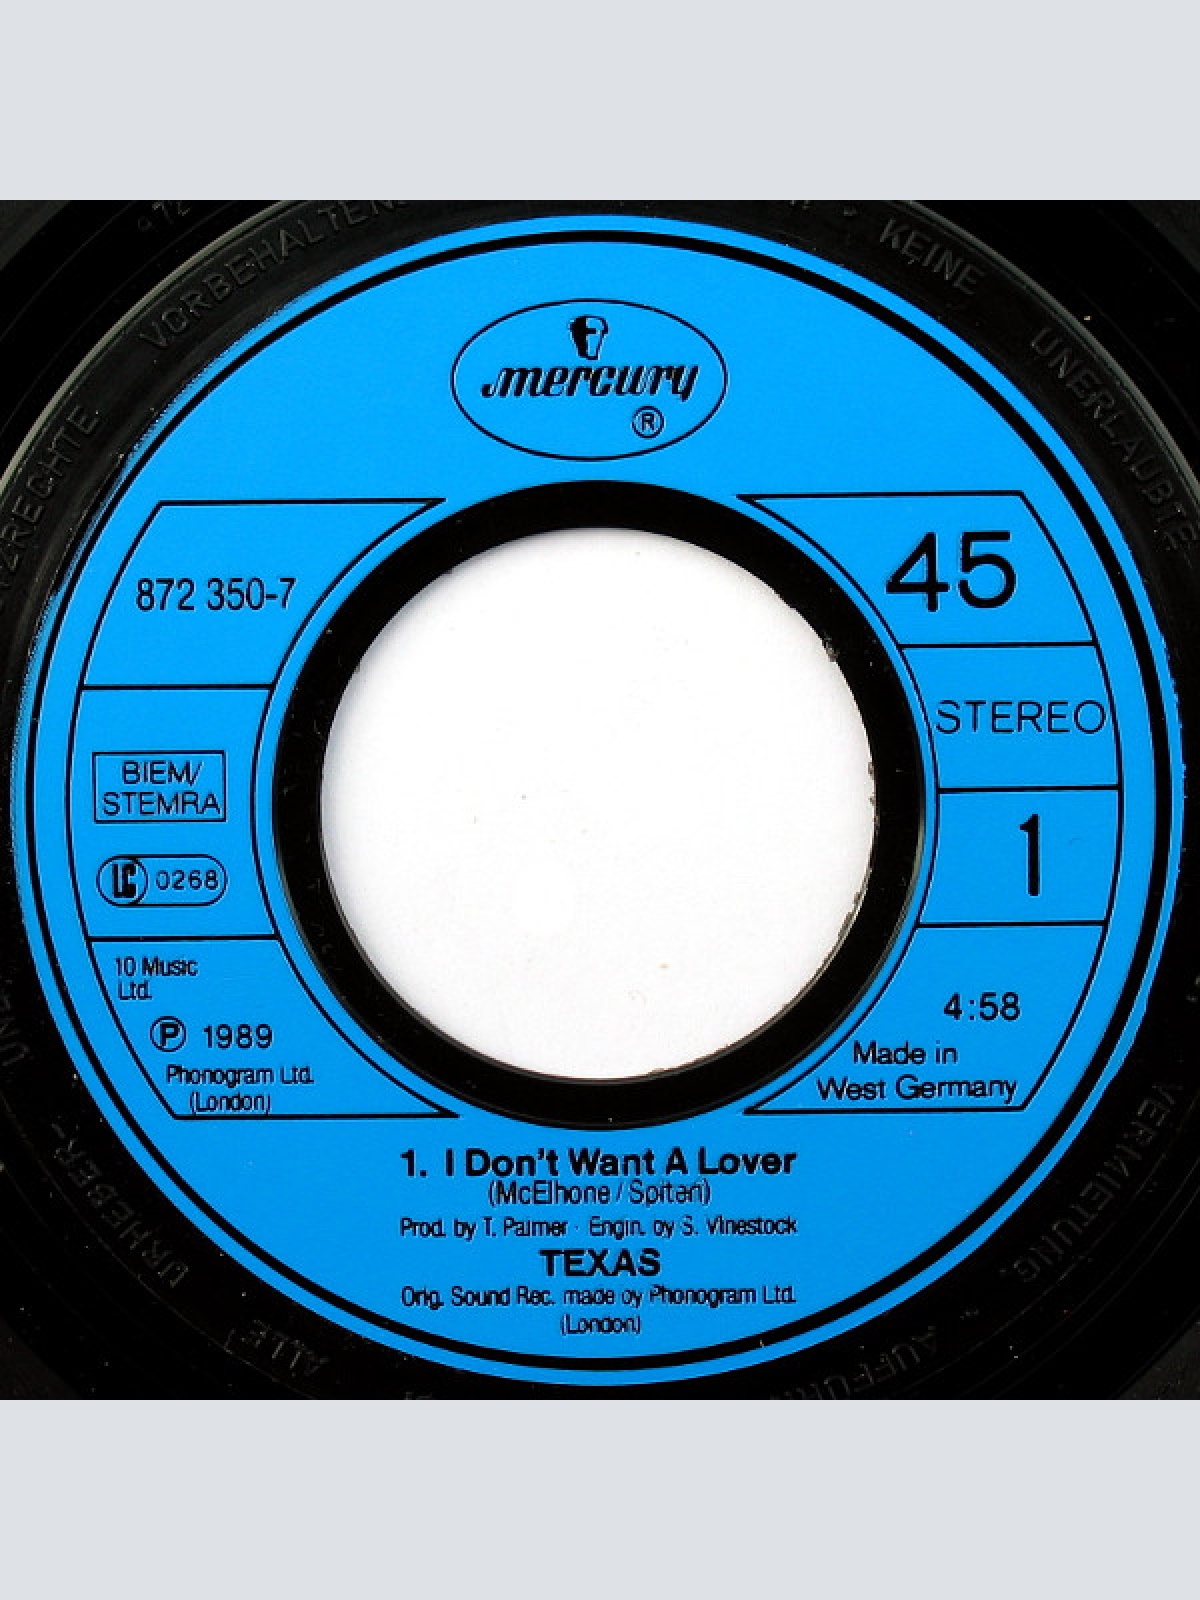 mercury
®
872 350-7
45
STEREO
BIEM/
STEMRA
1
LC 0268
10 Music
Ltd.
Ⓟ 1989
Phonogram Ltd.
(London)
4:58
Made in
West Germany
1. I Don't Want A Lover
(McElhone / Spiteri)
Prod. by T. Palmer · Engin. by S. Vinestock
TEXAS
Orig. Sound Rec. made by Phonogram Ltd.
(London)
ALLE
URHEBER-
VORBEHALTEN
KEINE
UNERLAUBTE
VERMIETUNG,